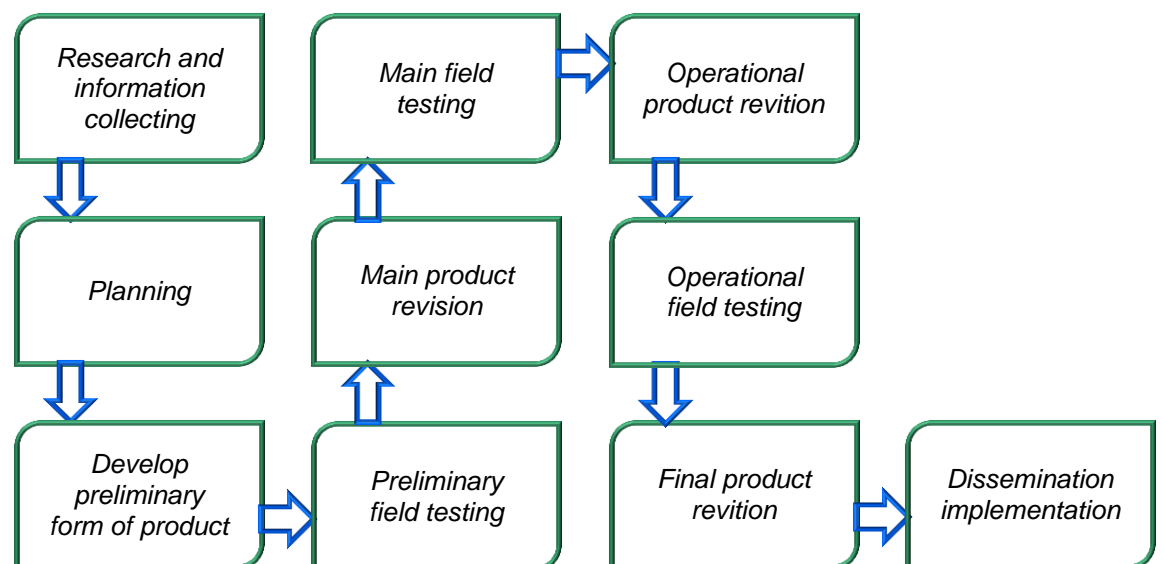 Research and
information
collecting
Planning
Develop
preliminary
form of product
Preliminary
field testing
Main product
revision
Main field
testing
Operational
product revition
Operational
field testing
Final product
revition
Dissemination
implementation